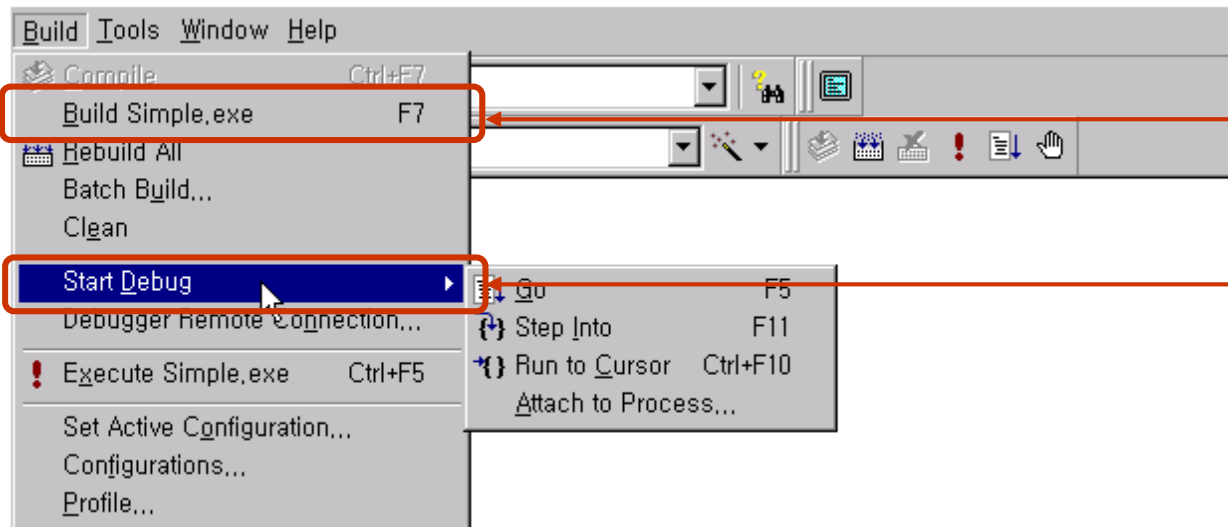 Build Tools Window Help
Compile Ctrl+F7
Build Simple,exe F7
Rebuild All
Batch Build,,,
Clean
Start Debug
Go F5
Debugger Remote Connection,,,
Step Into F11
Execute Simple,exe Ctrl+F5
Run to Cursor Ctrl+F10
Attach to Process,,,
Set Active Configuration,,,
Configurations,,,
Profile,,,